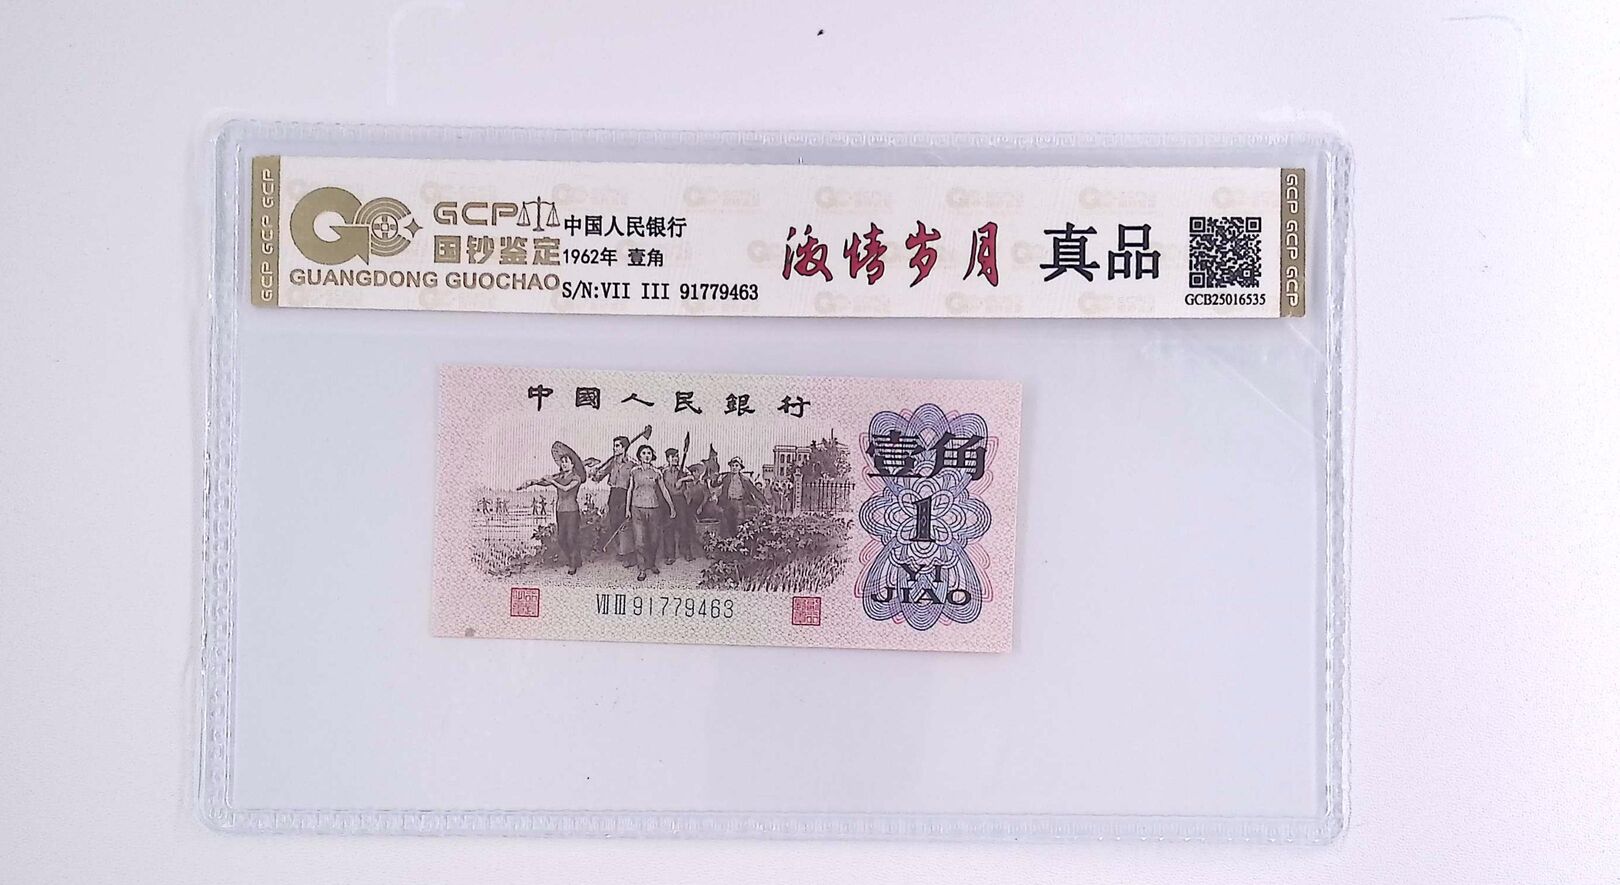 GCP GCP GCP
GCP
国钞鉴定
GUANGDONG GUOCHAO
中国人民银行
1962年 壹角
S/N:VII III 91779463
激情岁月
真品
GCB25016535
GCP GCP GCP
中國人民銀行
壹角
1
YI
JIAO
VII III 91779463